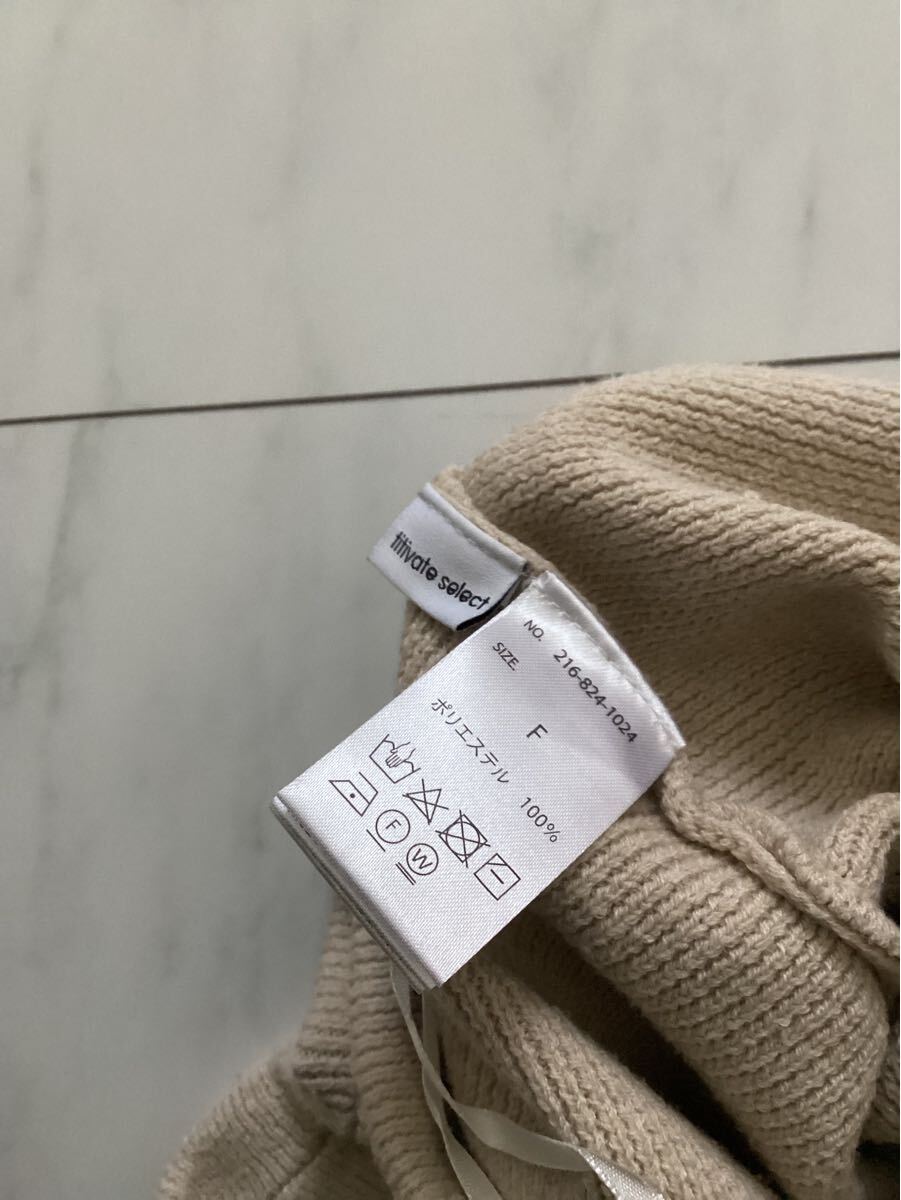 titivate select
NO. 216-824-1024
SIZE. F
ポリエステル 100%
F
W